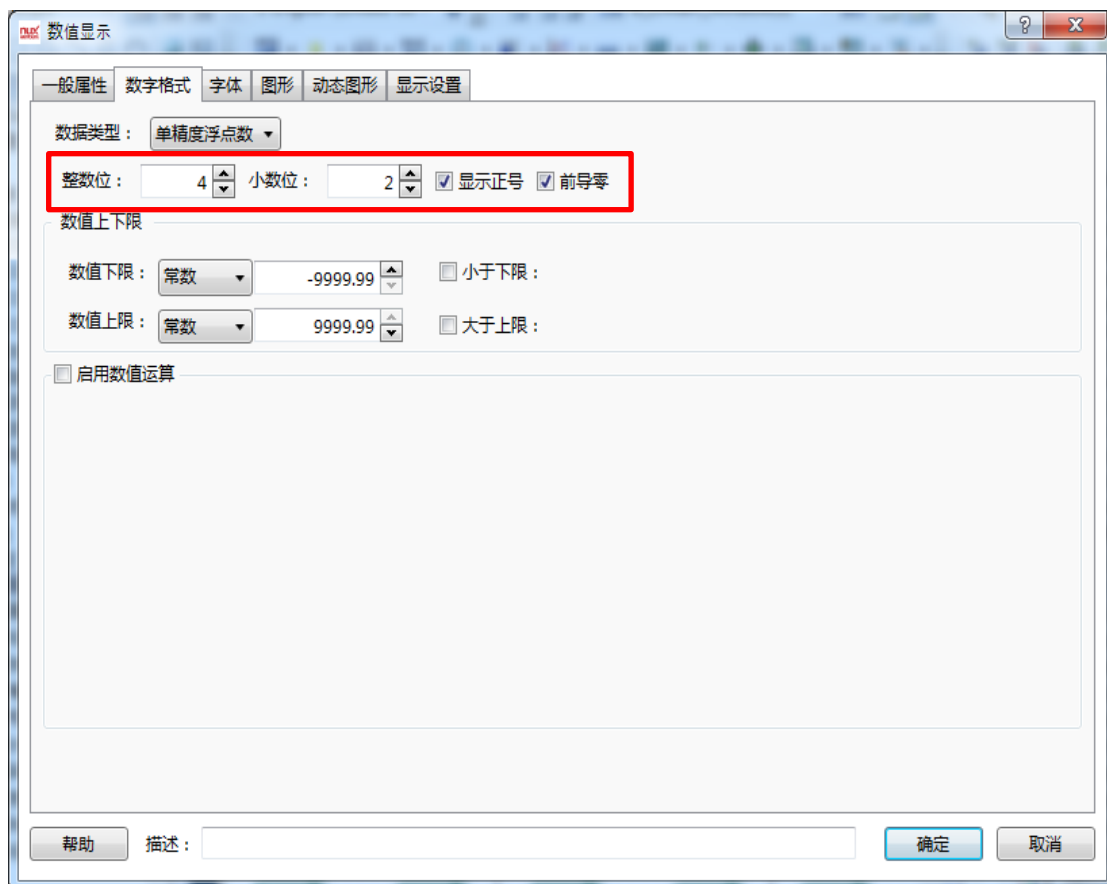 数值显示
一般属性 数字格式 字体 图形 动态图形 显示设置
数据类型： 单精度浮点数
整数位： 4 小数位： 2 显示正号 前导零
数值上下限
数值下限： 常数 -9999.99 小于下限：
数值上限： 常数 9999.99 大于上限：
启用数值运算
帮助 描述： 确定 取消